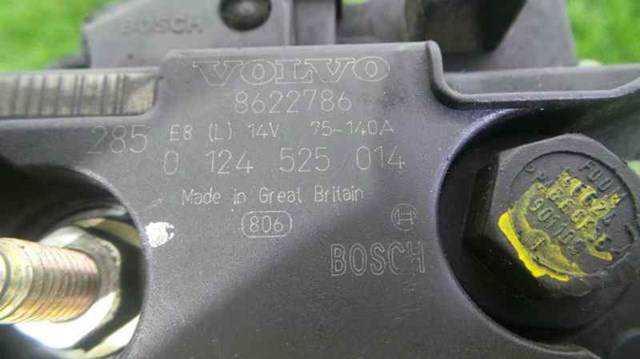 BOSCH
VOLVO
8622786
285 E8 (L) 14V 75-140A
0 124 525 014
Made in Great Britain
806
BOSCH